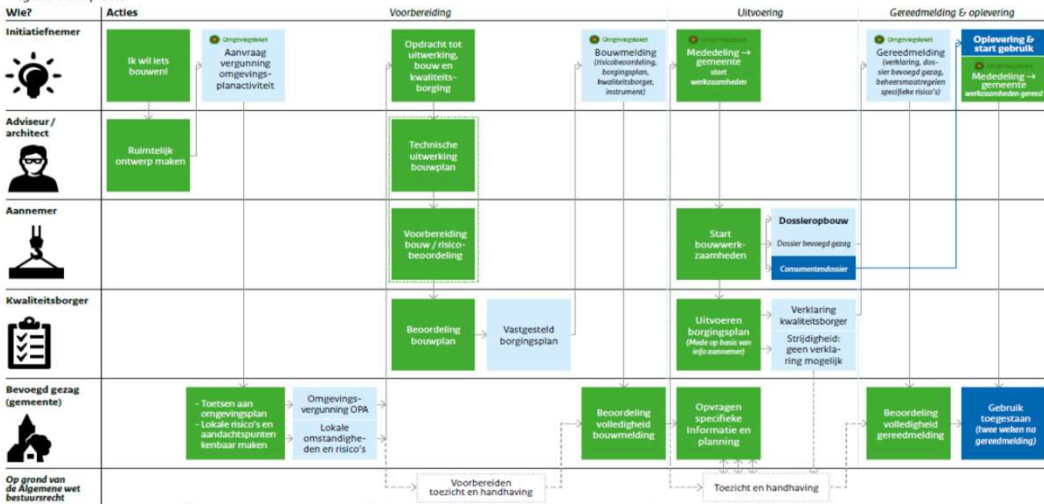 Wie?
Acties
Voorbereiding
Uitvoering
Gereedmelding & oplevering
Initiatiefnemer
Ik wil iets
bouwen!
Omgevingsloket
Aanvraag
vergunning
omgevings-
planactiviteit
Opdracht tot
uitwerking,
bouw en
kwaliteits-
borging
Omgevingsloket
Bouwmelding
(risicobeoordeling,
borgingsplan,
kwaliteitsborger,
instrument)
Omgevingsloket
Mededeling →
gemeente
start
werkzaamheden
Omgevingsloket
Gereedmelding
(verklaring, dos-
sier bevoegd gezag,
beheersmaatregelen
specifieke risico's)
Oplevering &
start gebruik
Omgevingsloket
Mededeling →
gemeente
werkzaamheden gereed
Adviseur /
architect
Ruimtelijk
ontwerp maken
Technische
uitwerking
bouwplan
Aannemer
Voorbereiding
bouw / risico-
beoordeling
Start
bouwwerk-
zaamheden
Dossieropbouw
Dossier bevoegd gezag
Consumentendossier
Kwaliteitsborger
Beoordeling
bouwplan
Vastgesteld
borgingsplan
Uitvoeren
borgingsplan
(Mede op basis van
info aannemer)
Verklaring
kwaliteitsborger
Strijdigheid:
geen verkla-
ring mogelijk
Bevoegd gezag
(gemeente)
- Toetsen aan
omgevingsplan
- Lokale risico's en
aandachtspunten
kenbaar maken
Omgevings-
vergunning OPA
Lokale
omstandighe-
den en risico's
Beoordeling
volledigheid
bouwmelding
Opvragen
specifieke
Informatie en
planning
Beoordeling
volledigheid
gereedmelding
Gebruik
toegestaan
(twee weken na
gereedmelding)
Op grond van
de Algemene wet
bestuursrecht
Voorbereiden
toezicht en handhaving
Toezicht en handhaving